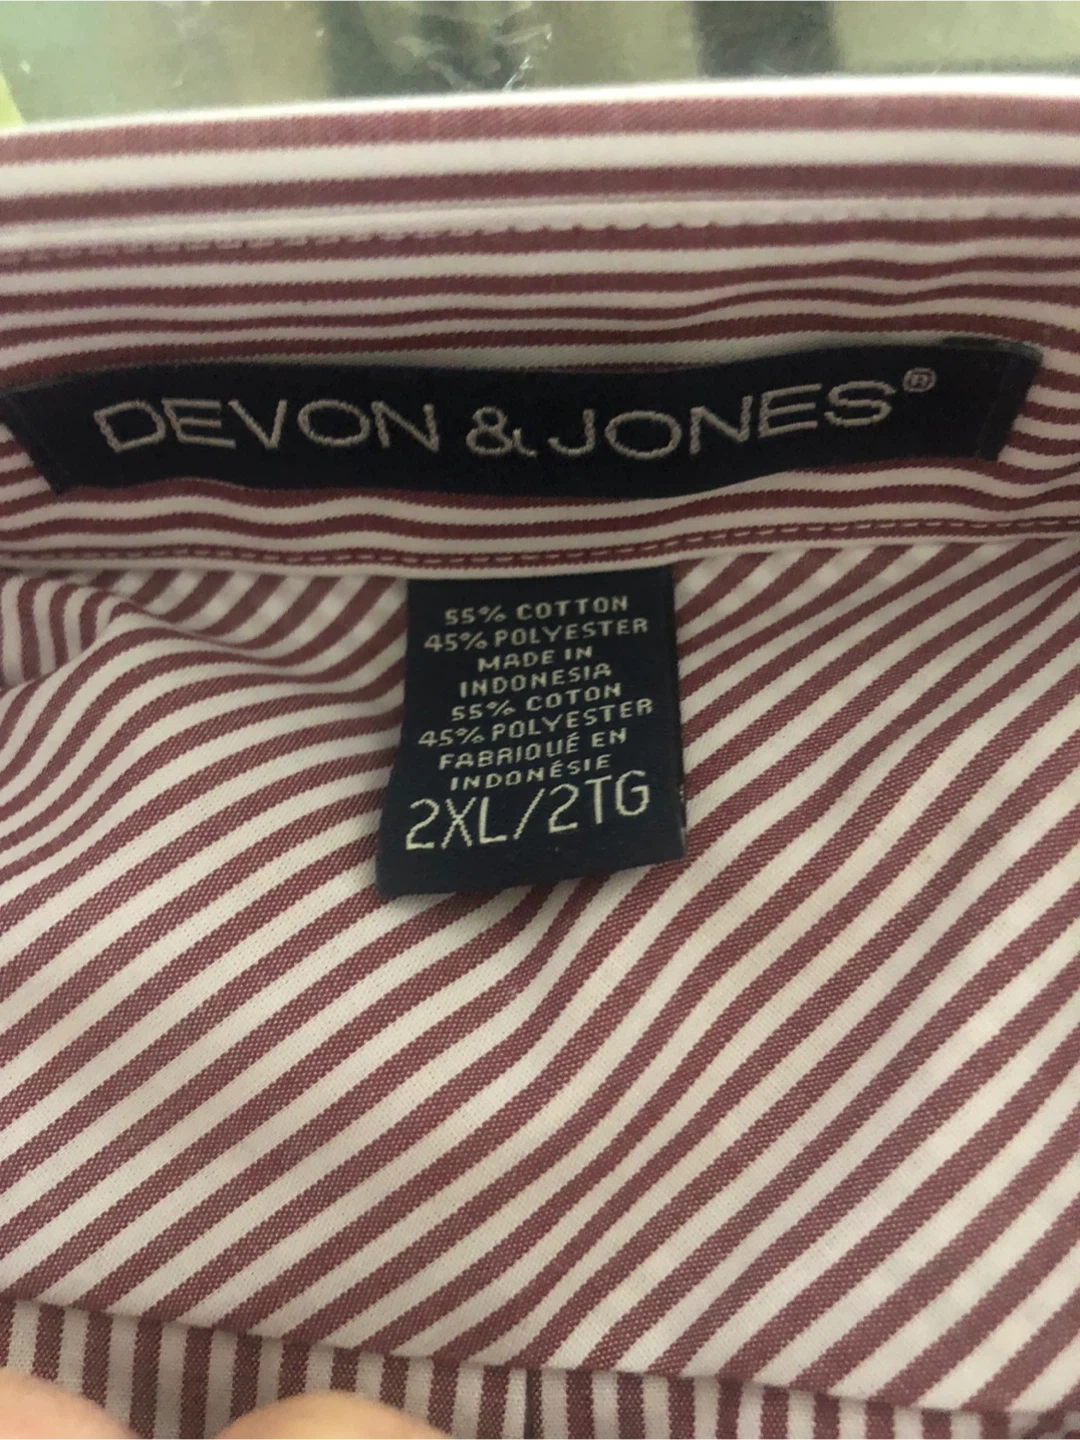 DEVON & JONES®
55% COTTON
45% POLYESTER
MADE IN
INDONESIA
55% COTON
45% POLYESTER
FABRIQUÉ EN
INDONÉSIE
2XL/2TG